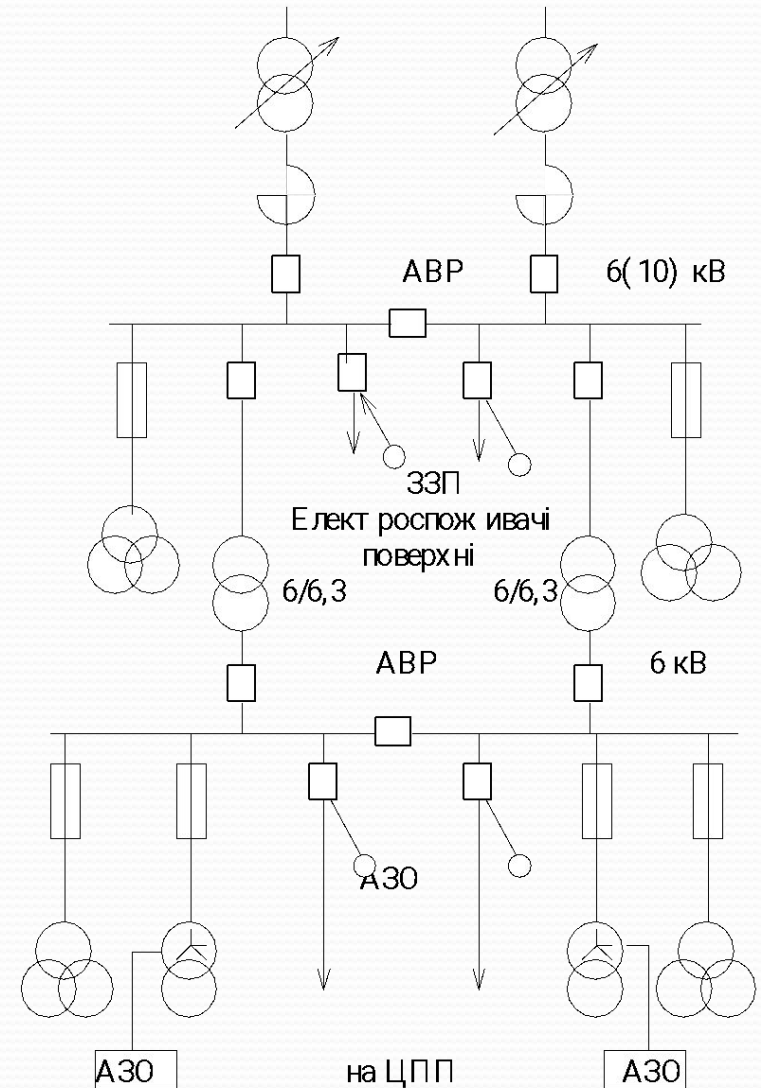 АВР 6(10) кВ
ЗЗП
Електроспоживачі
поверхні
6/6,3 6/6,3
АВР 6 кВ
АЗО
АЗО на ЦПП АЗО